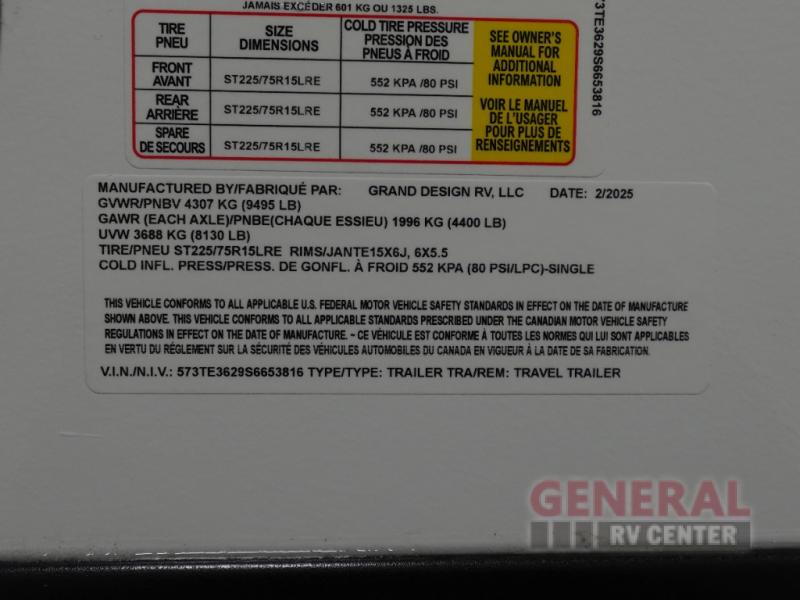 JAMAIS EXCÉDER 601 KG OU 1325 LBS.
TIRE
PNEU
SIZE
DIMENSIONS
COLD TIRE PRESSURE
PRESSION DES
PNEUS À FROID
SEE OWNER'S
MANUAL FOR
ADDITIONAL
INFORMATION
FRONT
AVANT
ST225/75R15LRE
552 KPA /80 PSI
REAR
ARRIÈRE
ST225/75R15LRE
552 KPA /80 PSI
VOIR LE MANUEL
DE L'USAGER
POUR PLUS DE
RENSEIGNEMENTS
SPARE
DE SECOURS
ST225/75R15LRE
552 KPA /80 PSI
573TE3629S6653816
MANUFACTURED BY/FABRIQUÉ PAR: GRAND DESIGN RV, LLC DATE: 2/2025
GVWR/PNBV 4307 KG (9495 LB)
GAWR (EACH AXLE)/PNBE(CHAQUE ESSIEU) 1996 KG (4400 LB)
UVW 3688 KG (8130 LB)
TIRE/PNEU ST225/75R15LRE RIMS/JANTE15X6J, 6X5.5
COLD INFL. PRESS/PRESS. DE GONFL. À FROID 552 KPA (80 PSI/LPC)-SINGLE
THIS VEHICLE CONFORMS TO ALL APPLICABLE U.S. FEDERAL MOTOR VEHICLE SAFETY STANDARDS IN EFFECT ON THE DATE OF MANUFACTURE
SHOWN ABOVE. THIS VEHICLE CONFORMS TO ALL APPLICABLE STANDARDS PRESCRIBED UNDER THE CANADIAN MOTOR VEHICLE SAFETY
REGULATIONS IN EFFECT ON THE DATE OF MANUFACTURE. ~ CE VÉHICULE EST CONFORME À TOUTES LES NORMES QUI LUI SONT APPLICABLES
EN VERTU DU RÉGLEMENT SUR LA SÉCURITÉ DES VÉHICULES AUTOMOBILES DU CANADA EN VIGUEUR À LA DATE DE SA FABRICATION.
V.I.N./N.I.V.: 573TE3629S6653816 TYPE/TYPE: TRAILER TRA/REM: TRAVEL TRAILER
GENERAL
RV CENTER